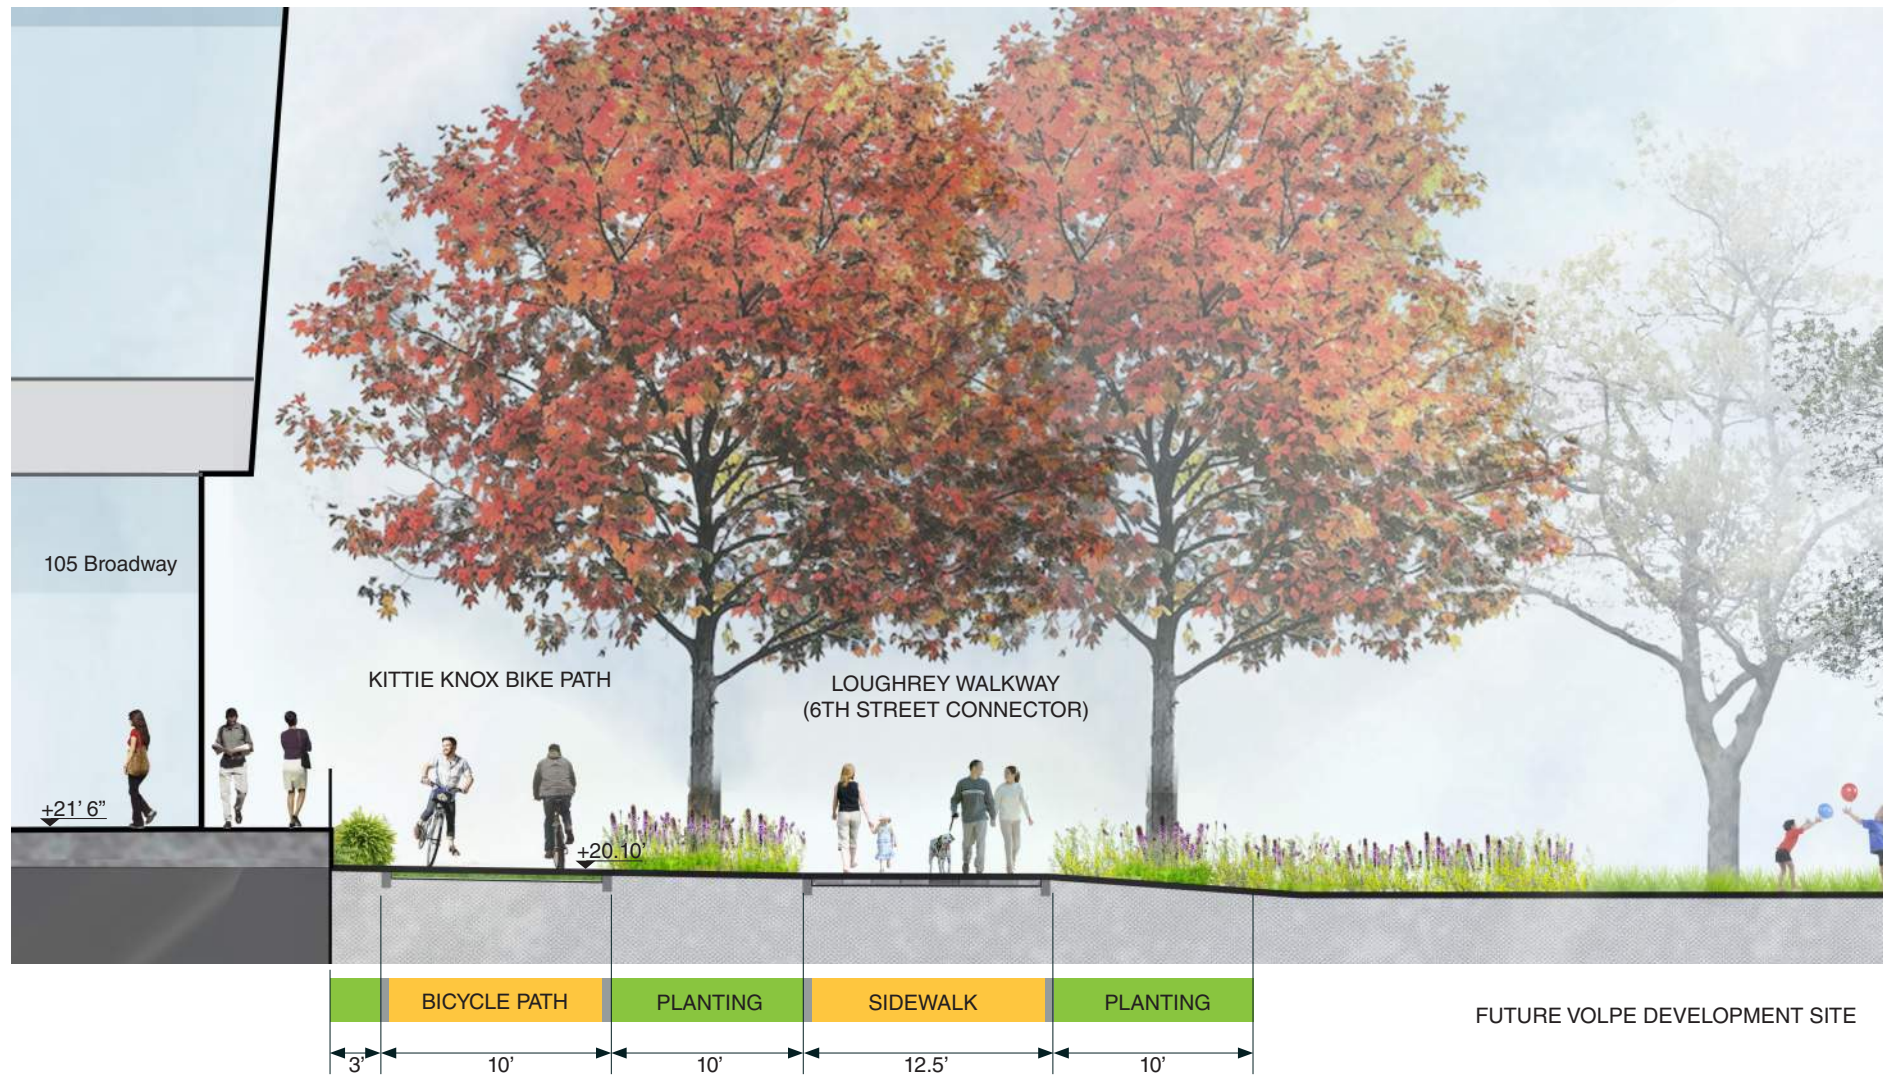 105 Broadway
KITTIE KNOX BIKE PATH
LOUGHREY WALKWAY
(6TH STREET CONNECTOR)
+21' 6”
+20.10'
BICYCLE PATH
PLANTING
SIDEWALK
PLANTING
FUTURE VOLPE DEVELOPMENT SITE
3'
10'
10'
12.5'
10'